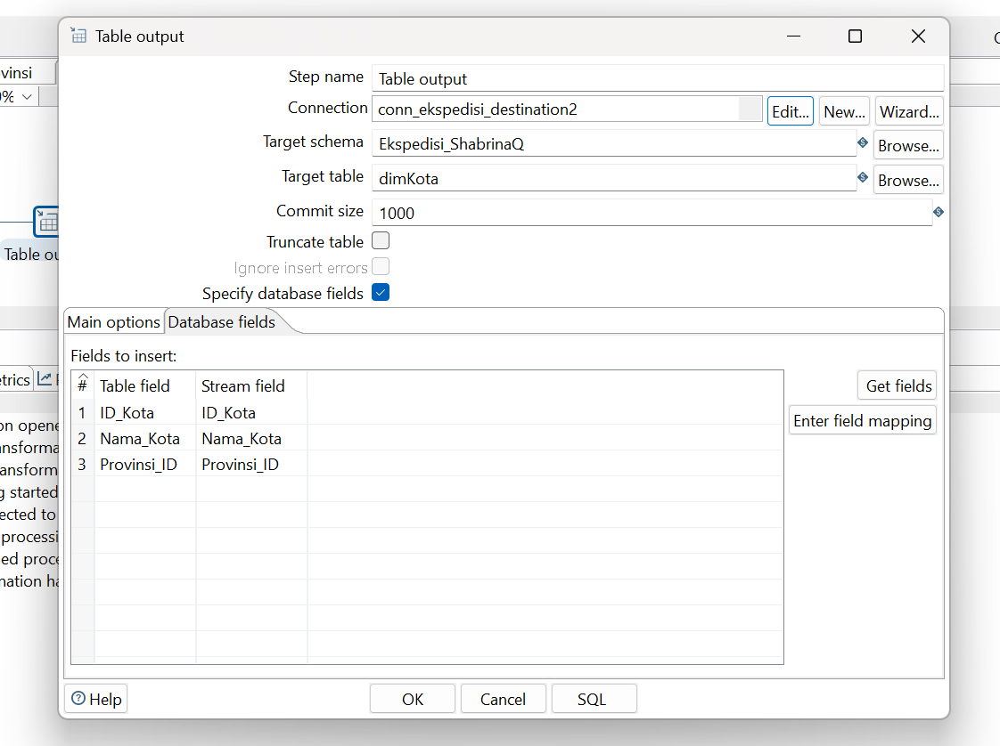 Table output
Step name Table output
Connection conn_ekspedisi_destination2 Edit... New... Wizard...
Target schema Ekspedisi_ShabrinaQ Browse...
Target table dimKota Browse...
Commit size 1000
Truncate table
Ignore insert errors
Specify database fields
Main options Database fields
Fields to insert:
# Table field Stream field
1 ID_Kota ID_Kota
2 Nama_Kota Nama_Kota
3 Provinsi_ID Provinsi_ID
Get fields
Enter field mapping
Help OK Cancel SQL
vinsi
0%
Table ou
etrics
on opene
ansforma
ansform
g started
ected to
processi
ed proce
mation ha